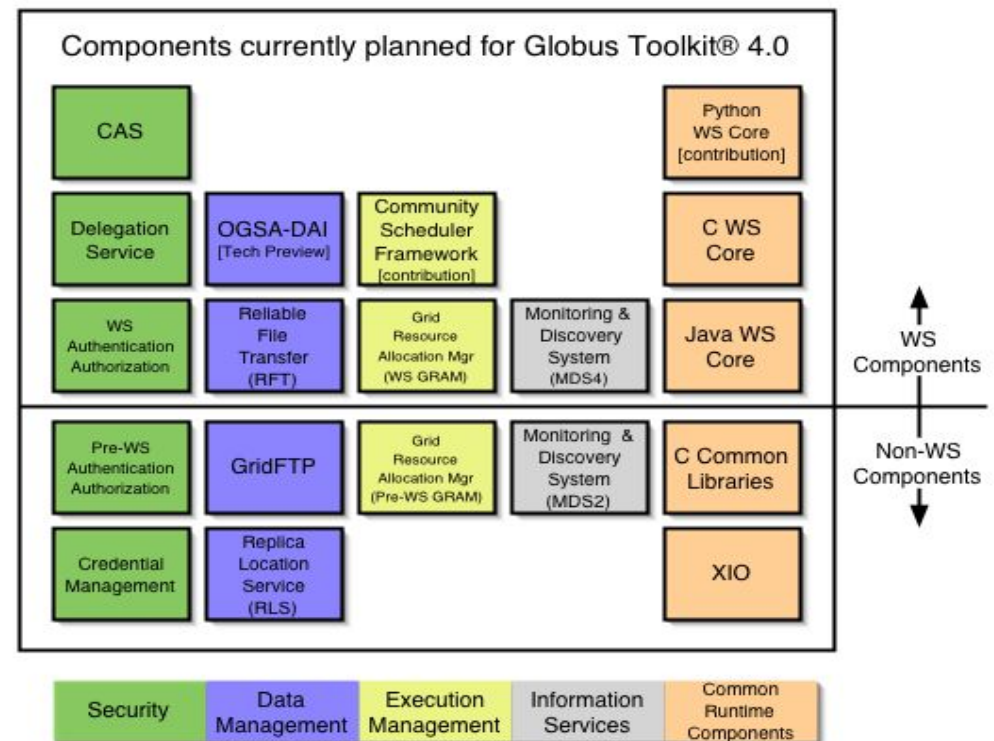 Components currently planned for Globus Toolkit® 4.0
CAS
Python
WS Core
[contribution]
Delegation
Service
OGSA-DAI
[Tech Preview]
Community
Scheduler
Framework
[contribution]
C WS
Core
WS
Authentication
Authorization
Reliable
File
Transfer
(RFT)
Grid
Resource
Allocation Mgr
(WS GRAM)
Monitoring &
Discovery
System
(MDS4)
Java WS
Core
WS
Components
Pre-WS
Authentication
Authorization
GridFTP
Grid
Resource
Allocation Mgr
(Pre-WS GRAM)
Monitoring &
Discovery
System
(MDS2)
C Common
Libraries
Non-WS
Components
Credential
Management
Replica
Location
Service
(RLS)
XIO
Security
Data
Management
Execution
Management
Information
Services
Common
Runtime
Components